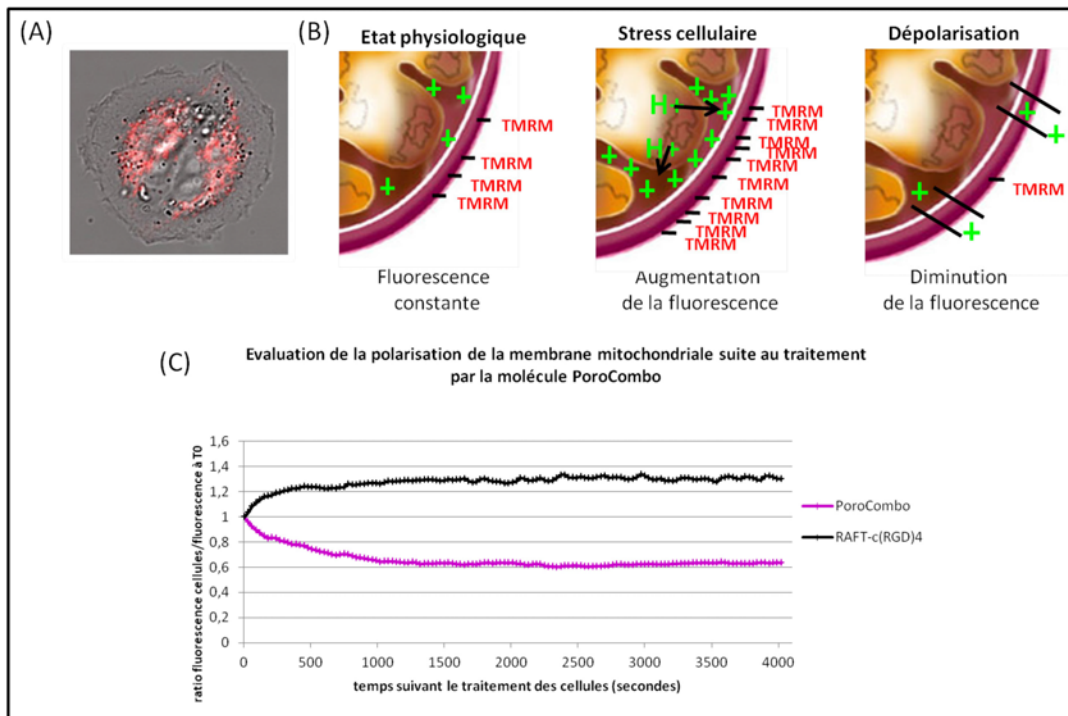 (A)
(B)
Etat physiologique
Stress cellulaire
Dépolarisation
+
+
+
+
TMRM
TMRM
TMRM
TMRM
H
H
+
+
+
+
+
+
+
+
+
+
+
+
TMRM
TMRM
TMRM
TMRM
TMRM
TMRM
TMRM
TMRM
TMRM
+
+
+
+
TMRM
Fluorescence
constante
Augmentation
de la fluorescence
Diminution
de la fluorescence
(C)
Evaluation de la polarisation de la membrane mitochondriale suite au traitement
par la molécule PoroCombo
ratio fluorescence cellules/fluorescence à T0
1,6
1,4
1,2
1
0,8
0,6
0,4
0,2
0
0 500 1000 1500 2000 2500 3000 3500 4000
temps suivant le traitement des cellules (secondes)
PoroCombo
RAFT-c(RGD)4